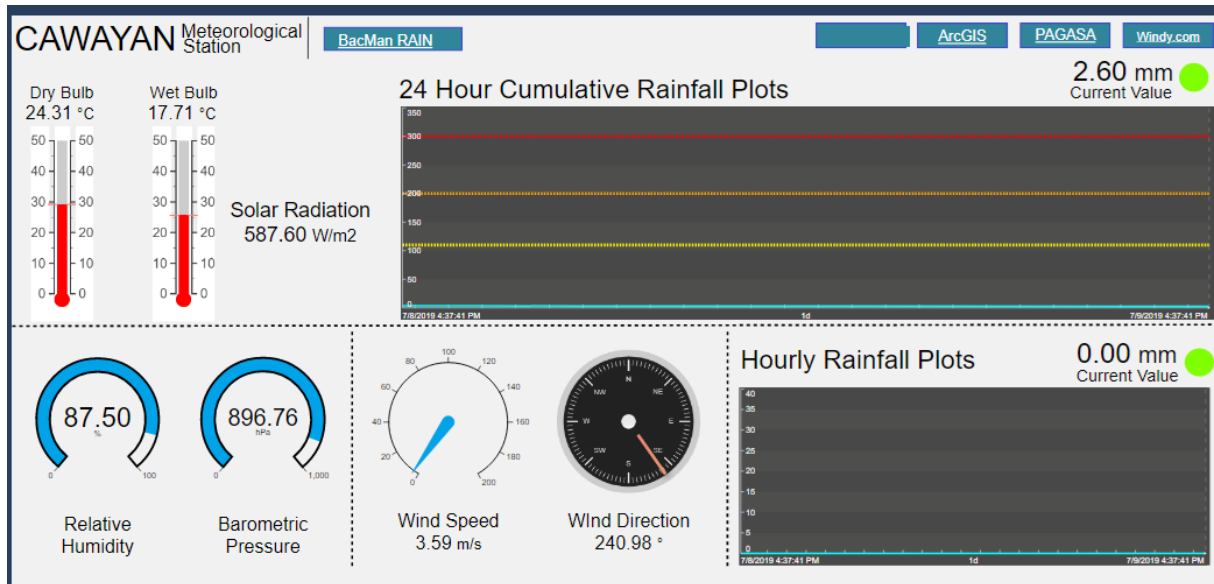 CAWAYAN Meteorological Station
BacMan RAIN
ArcGIS
PAGASA
Windy.com
Dry Bulb
24.31 °C
Wet Bulb
17.71 °C
50 50
40 40
30 30
20 20
10 10
0 0
50 50
40 40
30 30
20 20
10 10
0 0
Solar Radiation
587.60 W/m2
24 Hour Cumulative Rainfall Plots
2.60 mm
Current Value
350
300
250
200
150
100
50
0
7/8/2019 4:37:41 PM 1d 7/9/2019 4:37:41 PM
87.50
%
0 100
Relative
Humidity
896.76
hPa
0 1,000
Barometric
Pressure
0
20
40
60
80
100
120
140
160
180
200
Wind Speed
3.59 m/s
N
NE
E
SE
S
SW
W
NW
WInd Direction
240.98 °
Hourly Rainfall Plots
0.00 mm
Current Value
40
35
30
25
20
15
10
5
0
7/8/2019 4:37:41 PM 1d 7/9/2019 4:37:41 PM